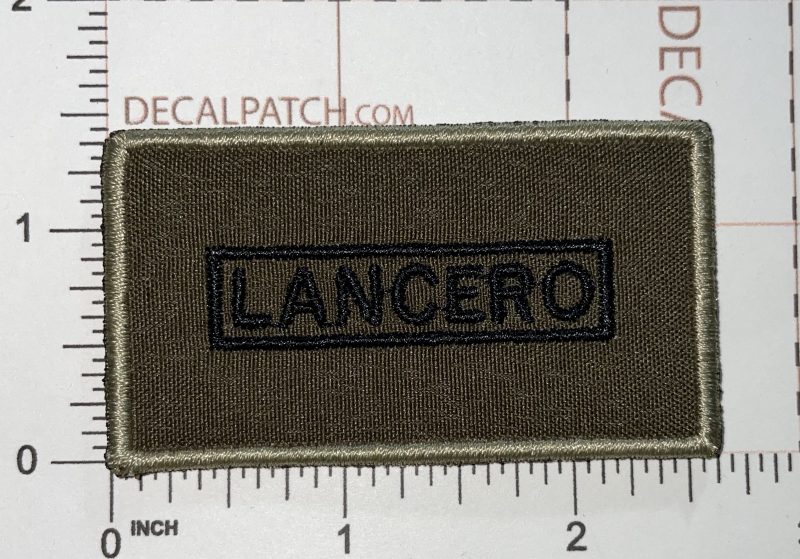 2
DECALPATCH.COM
DECA
1
LANCERO
0
0 INCH 1 2